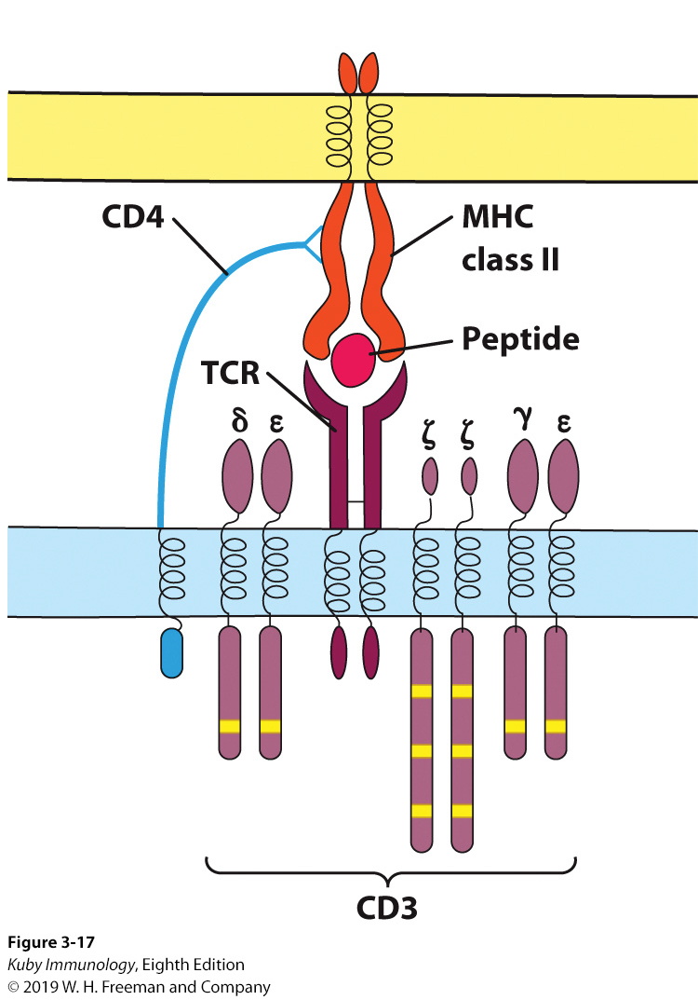 CD4
MHC
class II
Peptide
TCR
δ ε ζ ζ γ ε
CD3
Figure 3-17
Kuby Immunology, Eighth Edition
© 2019 W. H. Freeman and Company